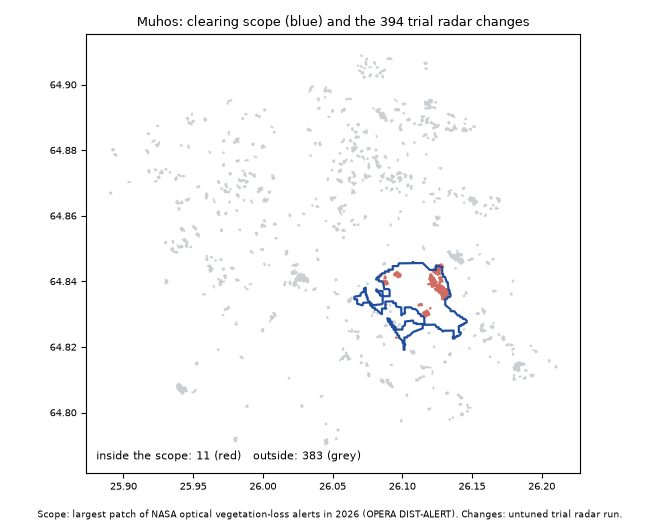 Muhos: clearing scope (blue) and the 394 trial radar changes
64.90
64.88
64.86
64.84
64.82
64.80
inside the scope: 11 (red) outside: 383 (grey)
25.90 25.95 26.00 26.05 26.10 26.15 26.20
Scope: largest patch of NASA optical vegetation-loss alerts in 2026 (OPERA DIST-ALERT). Changes: untuned trial radar run.